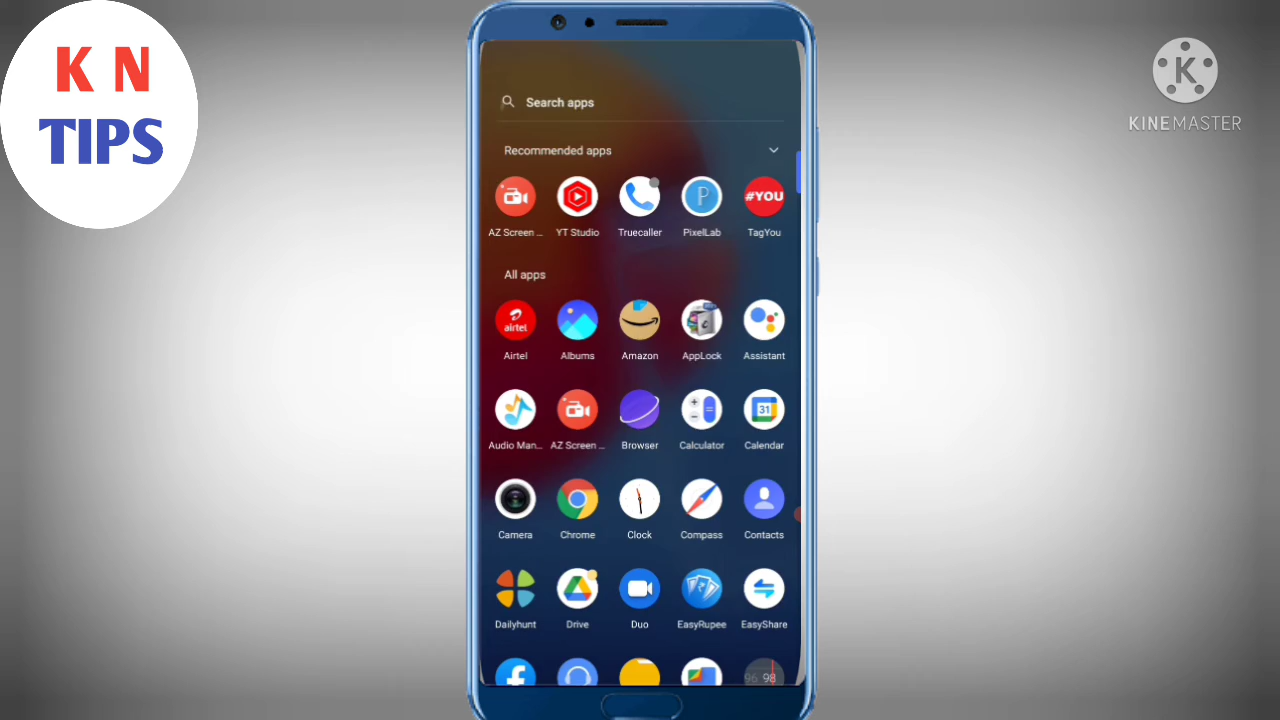 K N
TIPS
KINEMASTER
Search apps
Recommended apps
AZ Screen ...
YT Studio
Truecaller
P
PixelLab
#YOU
TagYou
All apps
airtel
Airtel
Albums
Amazon
AppLock
Assistant
Audio Man...
AZ Screen ...
Browser
Calculator
31
Calendar
Camera
Chrome
Clock
Compass
Contacts
Dailyhunt
Drive
Duo
EasyRupee
EasyShare
96 98